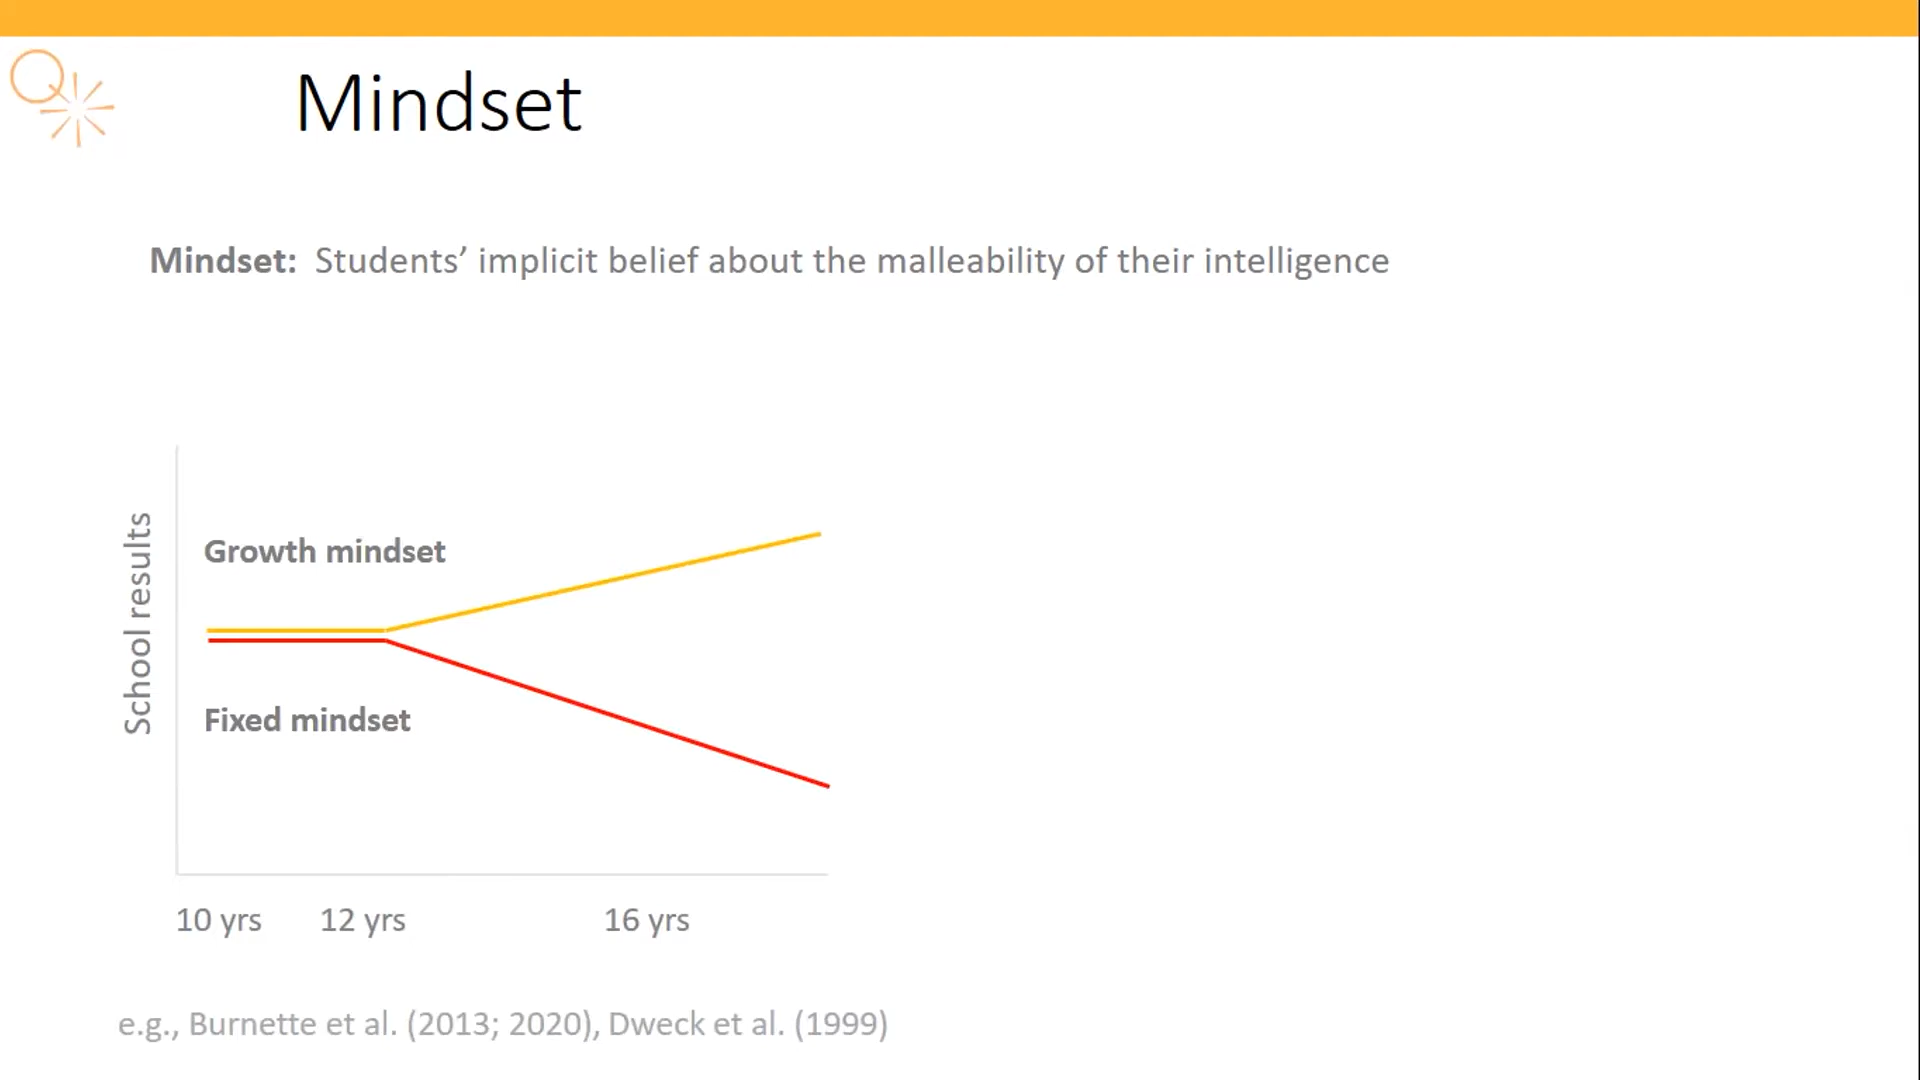 Mindset
Mindset: Students’ implicit belief about the malleability of their intelligence
School results
Growth mindset
Fixed mindset
10 yrs 12 yrs 16 yrs
e.g., Burnette et al. (2013; 2020), Dweck et al. (1999)